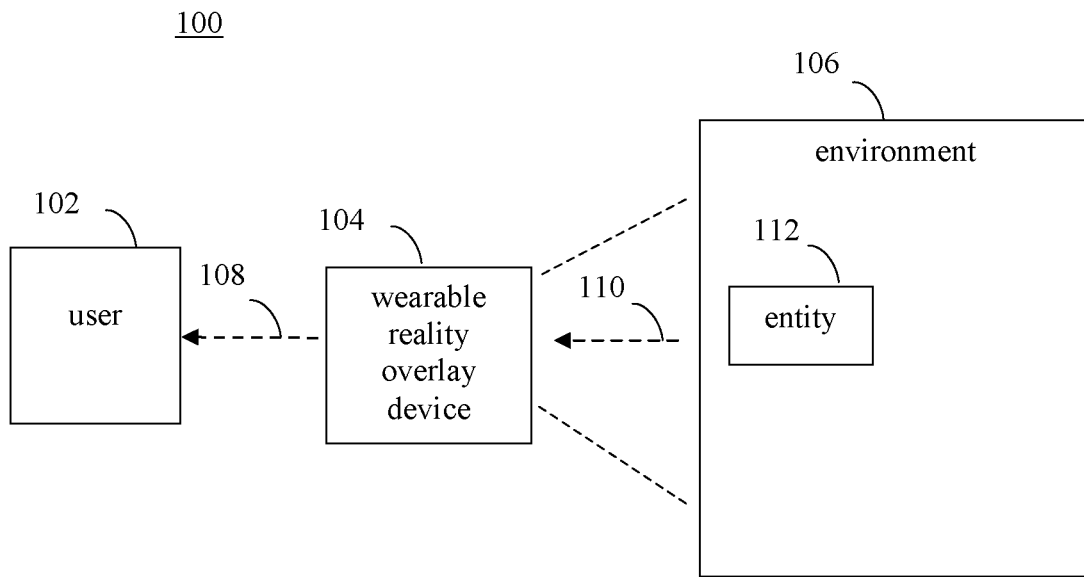 100
106
environment
102
104
112
108
110
user
wearable
reality
overlay
device
entity